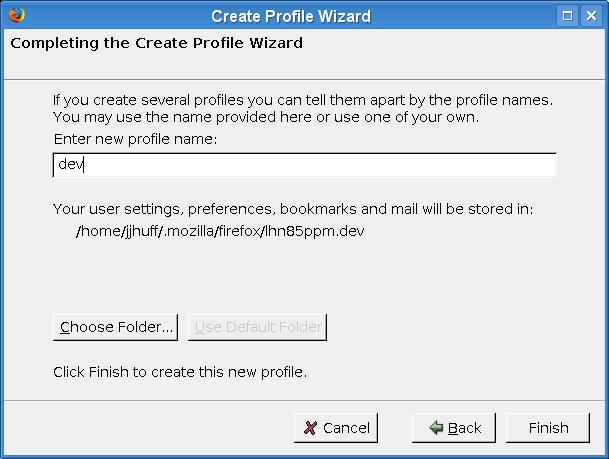 Create Profile Wizard
Completing the Create Profile Wizard
If you create several profiles you can tell them apart by the profile names.
You may use the name provided here or use one of your own.
Enter new profile name:
dev
Your user settings, preferences, bookmarks and mail will be stored in:
/home/jjhuff/.mozilla/firefox/lhn85ppm.dev
Choose Folder... Use Default Folder
Click Finish to create this new profile.
Cancel Back Finish